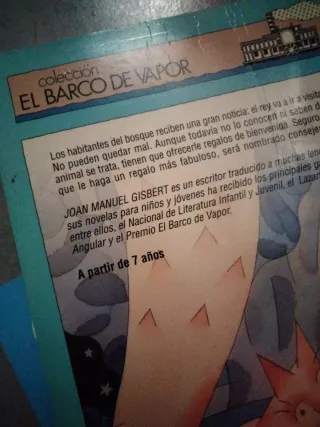 colección
EL BARCO DE VAPOR
Los habitantes del bosque reciben una gran noticia: el rey va a ir a visita
No pueden quedar mal. Aunque todavía no lo conocen ni saben d
animal se trata, tienen que ofrecerle regalos de bienvenida. Seguro
que le haga un regalo más fabuloso, será nombrado conseje
JOAN MANUEL GISBERT es un escritor traducido a muchas len
sus novelas para niños y jóvenes ha recibido los principales ga
entre ellos, el Nacional de Literatura Infantil y Juvenil, el Lazar
Angular y el Premio El Barco de Vapor.
A partir de 7 años